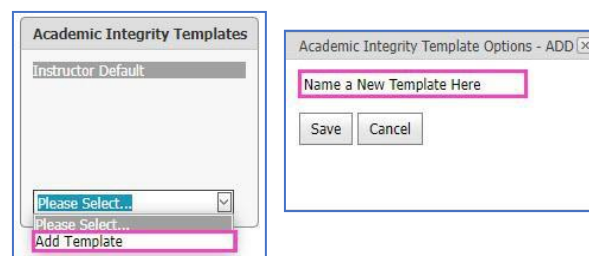 Academic Integrity Templates
Instructor Default
Please Select...
Please Select...
Add Template
Academic Integrity Template Options - ADD
Name a New Template Here
Save Cancel